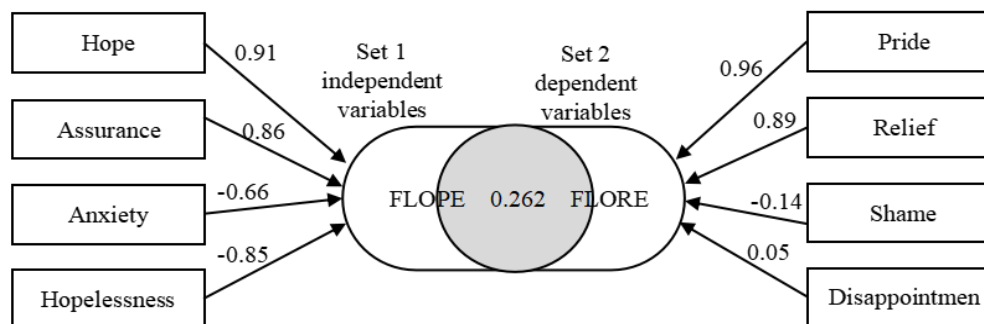 Hope
Assurance
Anxiety
Hopelessness
0.91
0.86
-0.66
-0.85
Set 1
independent
variables
Set 2
dependent
variables
FLOPE
0.262
FLORE
0.96
0.89
-0.14
0.05
Pride
Relief
Shame
Disappointmen